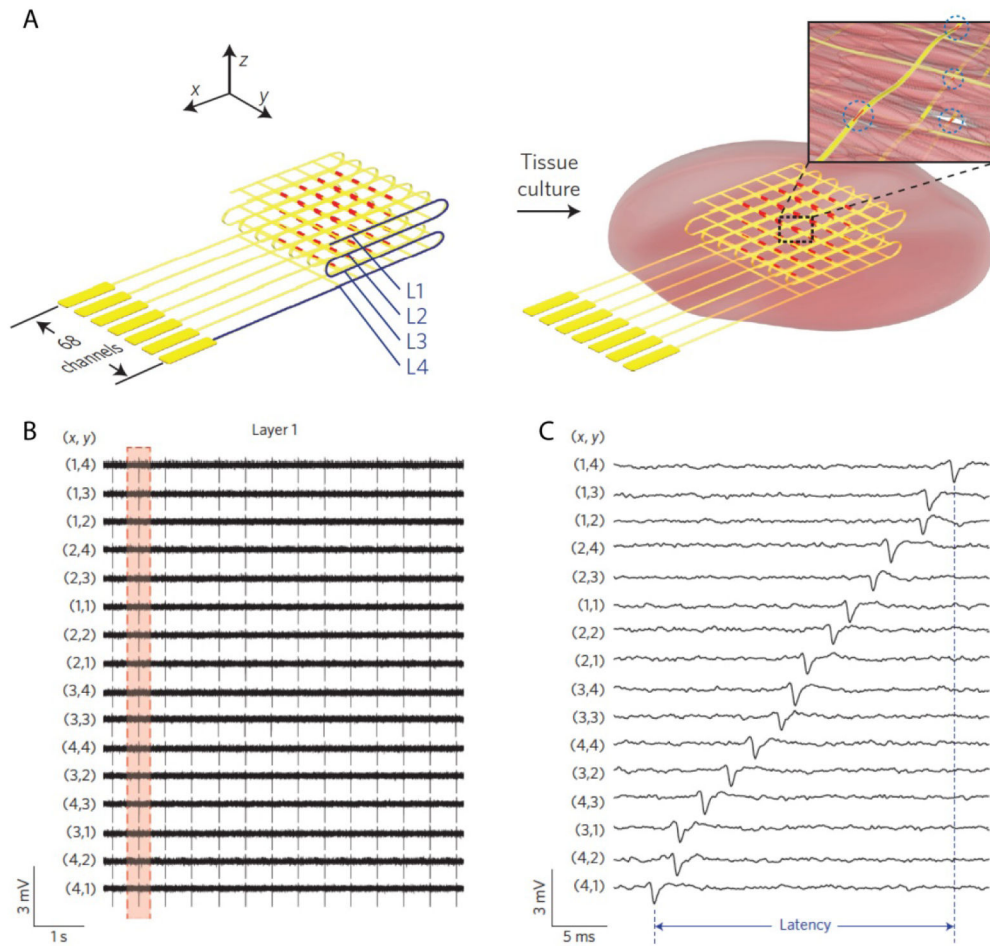 A
z
x
y
68
channels
L1
L2
L3
L4
Tissue
culture
B
(x, y)
Layer 1
(1,4)
(1,3)
(1,2)
(2,4)
(2,3)
(1,1)
(2,2)
(2,1)
(3,4)
(3,3)
(4,4)
(3,2)
(4,3)
(3,1)
(4,2)
(4,1)
3 mV
1 s
C
(x, y)
(1,4)
(1,3)
(1,2)
(2,4)
(2,3)
(1,1)
(2,2)
(2,1)
(3,4)
(3,3)
(4,4)
(3,2)
(4,3)
(3,1)
(4,2)
(4,1)
3 mV
5 ms
Latency